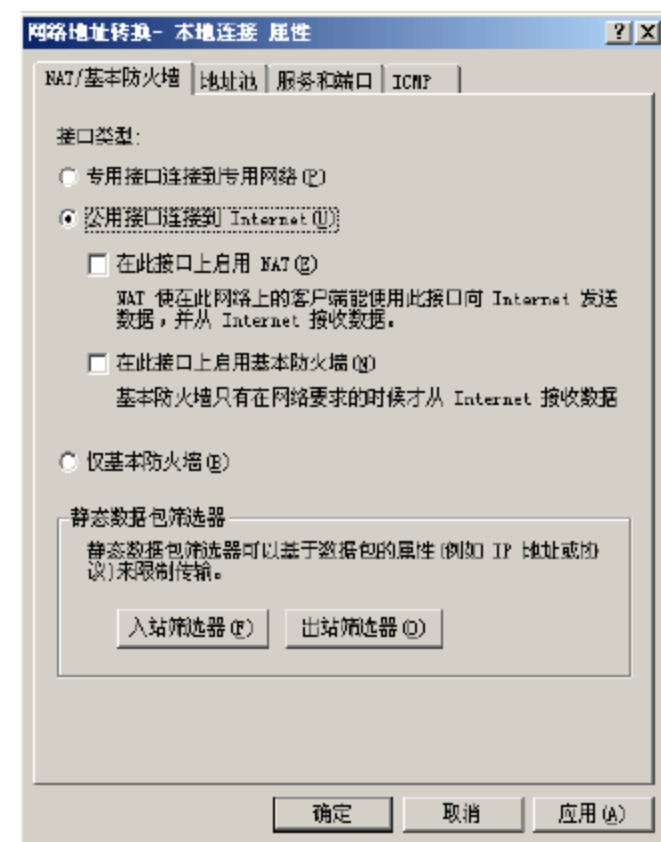 网络地址转换- 本地连接 属性
NAT/基本防火墙 地址池 服务和端口 ICMP
接口类型:
专用接口连接到专用网络(P)
公用接口连接到 Internet(U)
在此接口上启用 NAT(E)
NAT 使在此网络上的客户端能使用此接口向 Internet 发送
数据,并从 Internet 接收数据。
在此接口上启用基本防火墙(N)
基本防火墙只有在网络要求的时候才从 Internet 接收数据
仅基本防火墙(B)
静态数据包筛选器
静态数据包筛选器可以基于数据包的属性(例如 IP 地址或协
议)来限制传输。
入站筛选器(F) 出站筛选器(O)
确定 取消 应用(A)